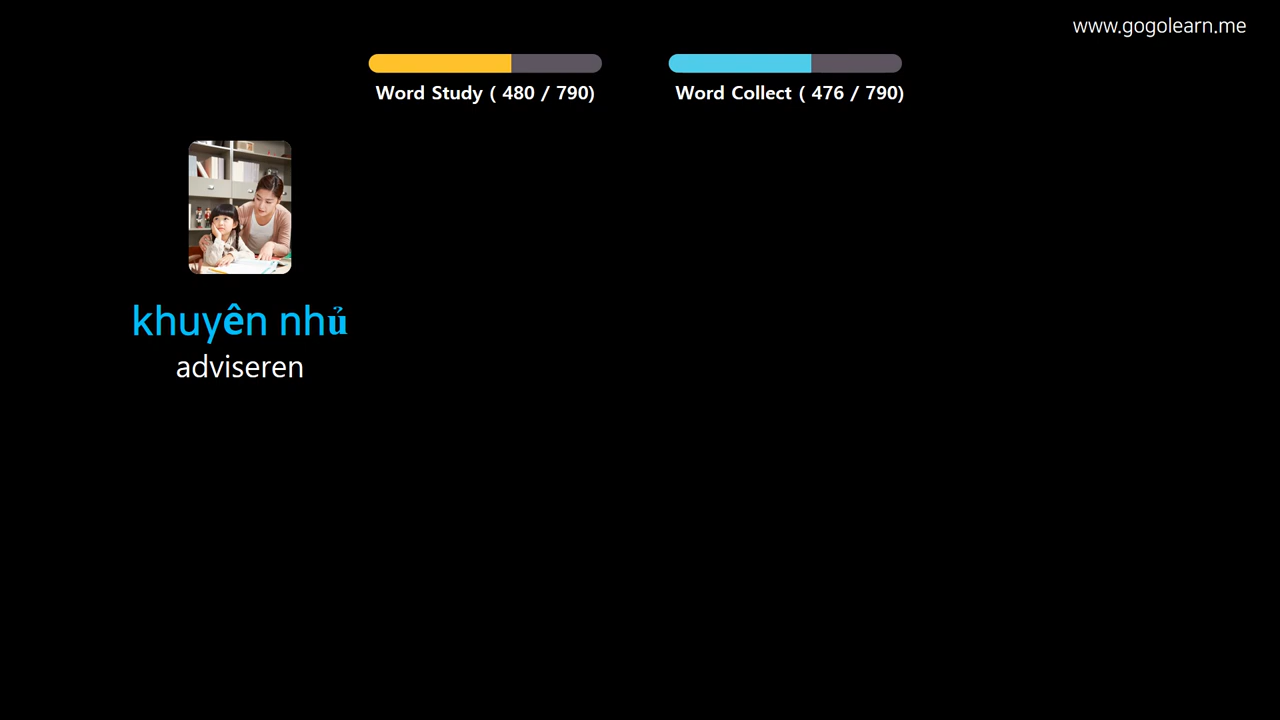 www.gogolearn.me
Word Study ( 480 / 790)
Word Collect ( 476 / 790)
khuyên nhủ
adviseren